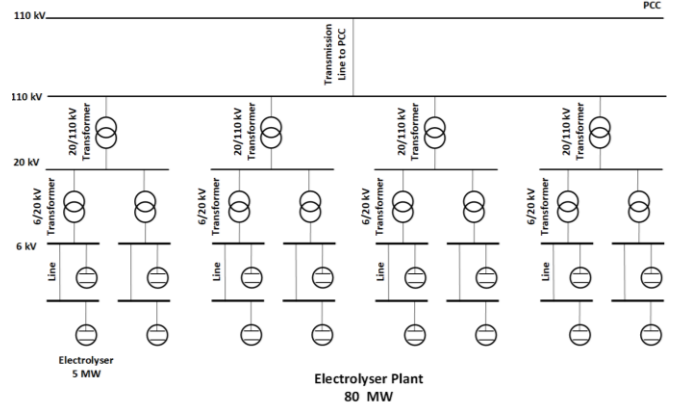 110 kV
PCC
Transmission
Line to PCC
110 kV
20/110 kV
Transformer
20/110 kV
Transformer
20/110 kV
Transformer
20/110 kV
Transformer
20 kV
6/20 kV
Transformer
6/20 kV
Transformer
6/20 kV
Transformer
6/20 kV
Transformer
6 kV
Line
Line
Line
Line
Electrolyser
5 MW
Electrolyser Plant
80 MW